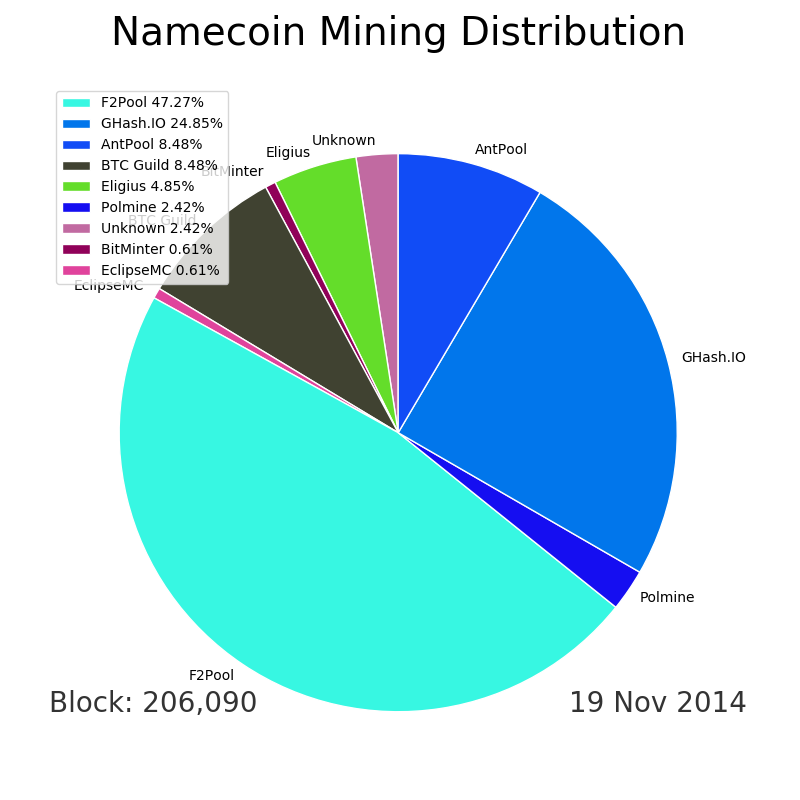 Namecoin Mining Distribution
F2Pool 47.27%
GHash.IO 24.85%
AntPool 8.48%
BTC Guild 8.48%
Eligius 4.85%
Polmine 2.42%
Unknown 2.42%
BitMinter 0.61%
EclipseMC 0.61%
Unknown
AntPool
Eligius
BitMinter
BTC Guild
EclipseMC
GHash.IO
Polmine
F2Pool
Block: 206,090
19 Nov 2014